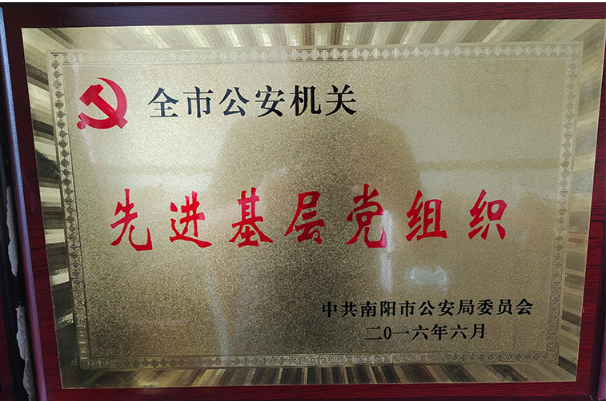 全市公安机关
先进基层党组织
中共南阳市公安局委员会
二0一六年六月